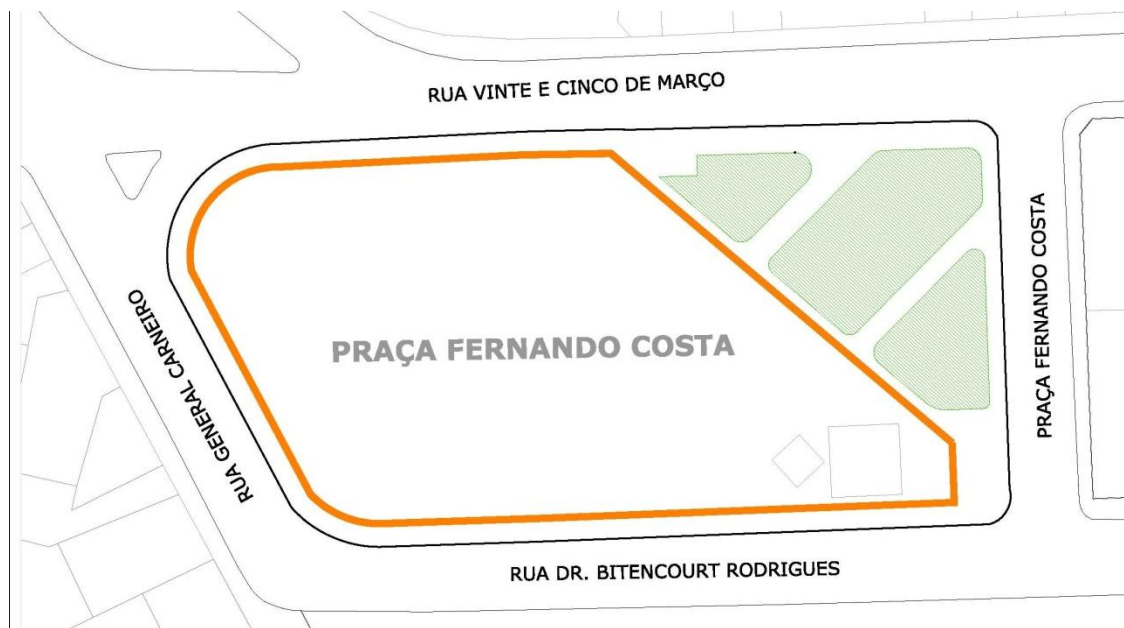 RUA VINTE E CINCO DE MARÇO
PRAÇA FERNANDO COSTA
RUA GENERAL CARNEIRO
PRAÇA FERNANDO COSTA
RUA DR. BITENCOURT RODRIGUES